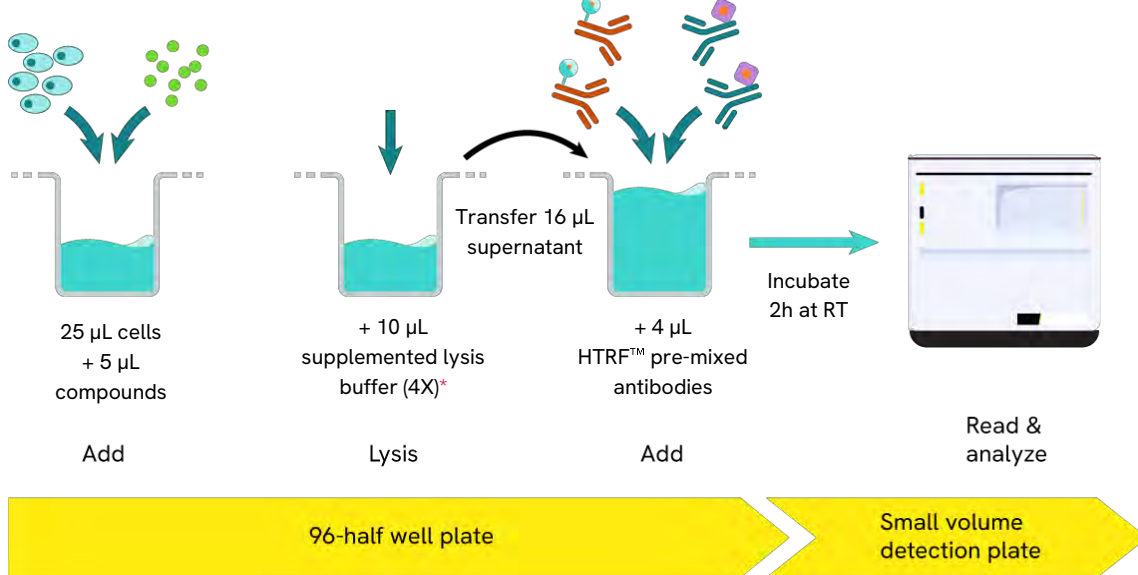 25 µL cells
+ 5 µL
compounds
Add
+ 10 µL
supplemented lysis
buffer (4X)*
Lysis
Transfer 16 µL
supernatant
+ 4 µL
HTRF™ pre-mixed
antibodies
Add
Incubate
2h at RT
Read &
analyze
96-half well plate
Small volume
detection plate